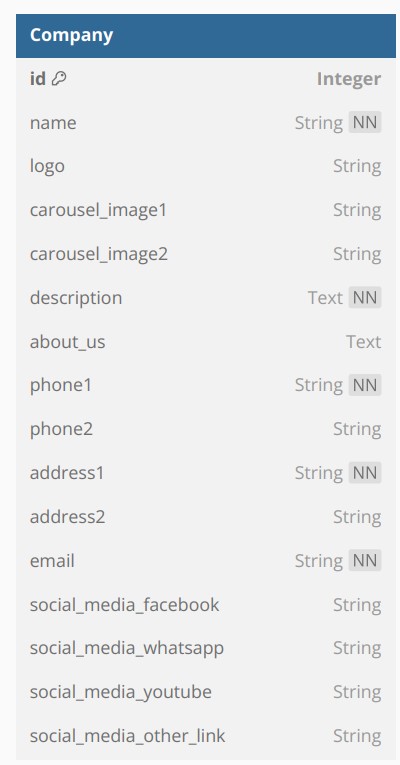 Company
id Integer
name String NN
logo String
carousel_image1 String
carousel_image2 String
description Text NN
about_us Text
phone1 String NN
phone2 String
address1 String NN
address2 String
email String NN
social_media_facebook String
social_media_whatsapp String
social_media_youtube String
social_media_other_link String